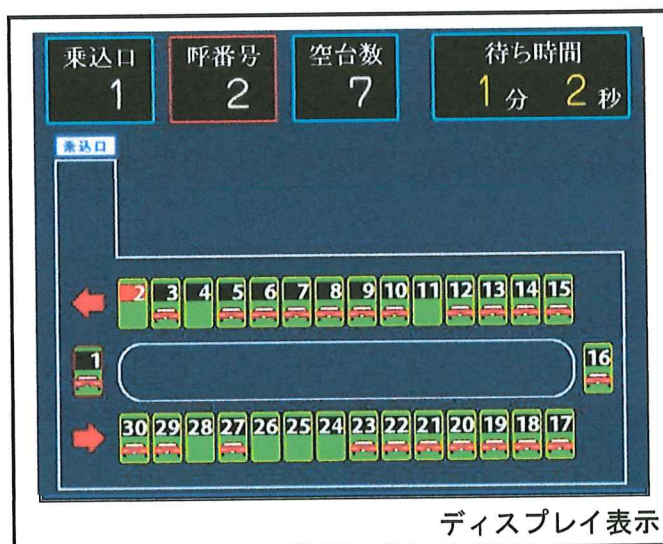 乗込口 呼番号 空台数 待ち時間
1 2 7 1分 2秒
乗込口
2 3 4 5 6 7 8 9 10 11 12 13 14 15
1 16
30 29 28 27 26 25 24 23 22 21 20 19 18 17
ディスプレイ表示